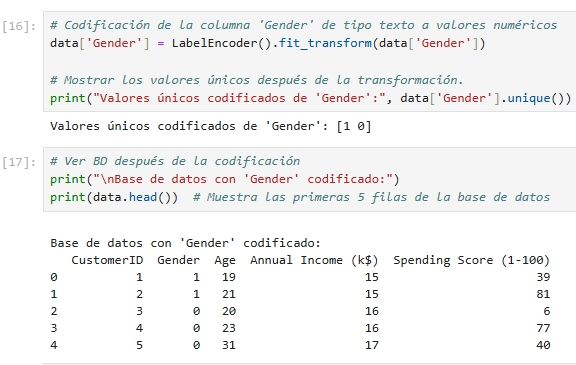 [16]: # Codificación de la columna 'Gender' de tipo texto a valores numéricos
data['Gender'] = LabelEncoder().fit_transform(data['Gender'])
# Mostrar los valores únicos después de la transformación.
print("Valores únicos codificados de 'Gender':", data['Gender'].unique())
Valores únicos codificados de 'Gender': [1 0]
[17]: # Ver BD después de la codificación
print("\nBase de datos con 'Gender' codificado:")
print(data.head())  # Muestra las primeras 5 filas de la base de datos
Base de datos con 'Gender' codificado:
   CustomerID  Gender  Age  Annual Income (k$)  Spending Score (1-100)
0           1       1   19                  15                      39
1           2       1   21                  15                      81
2           3       0   20                  16                       6
3           4       0   23                  16                      77
4           5       0   31                  17                      40